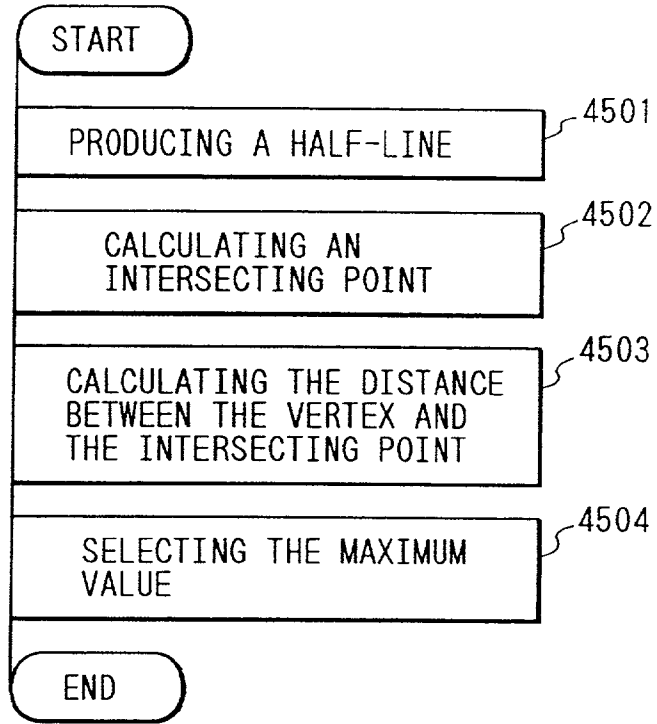 START
4501
PRODUCING A HALF-LINE
4502
CALCULATING AN
INTERSECTING POINT
4503
CALCULATING THE DISTANCE
BETWEEN THE VERTEX AND
THE INTERSECTING POINT
4504
SELECTING THE MAXIMUM
VALUE
END